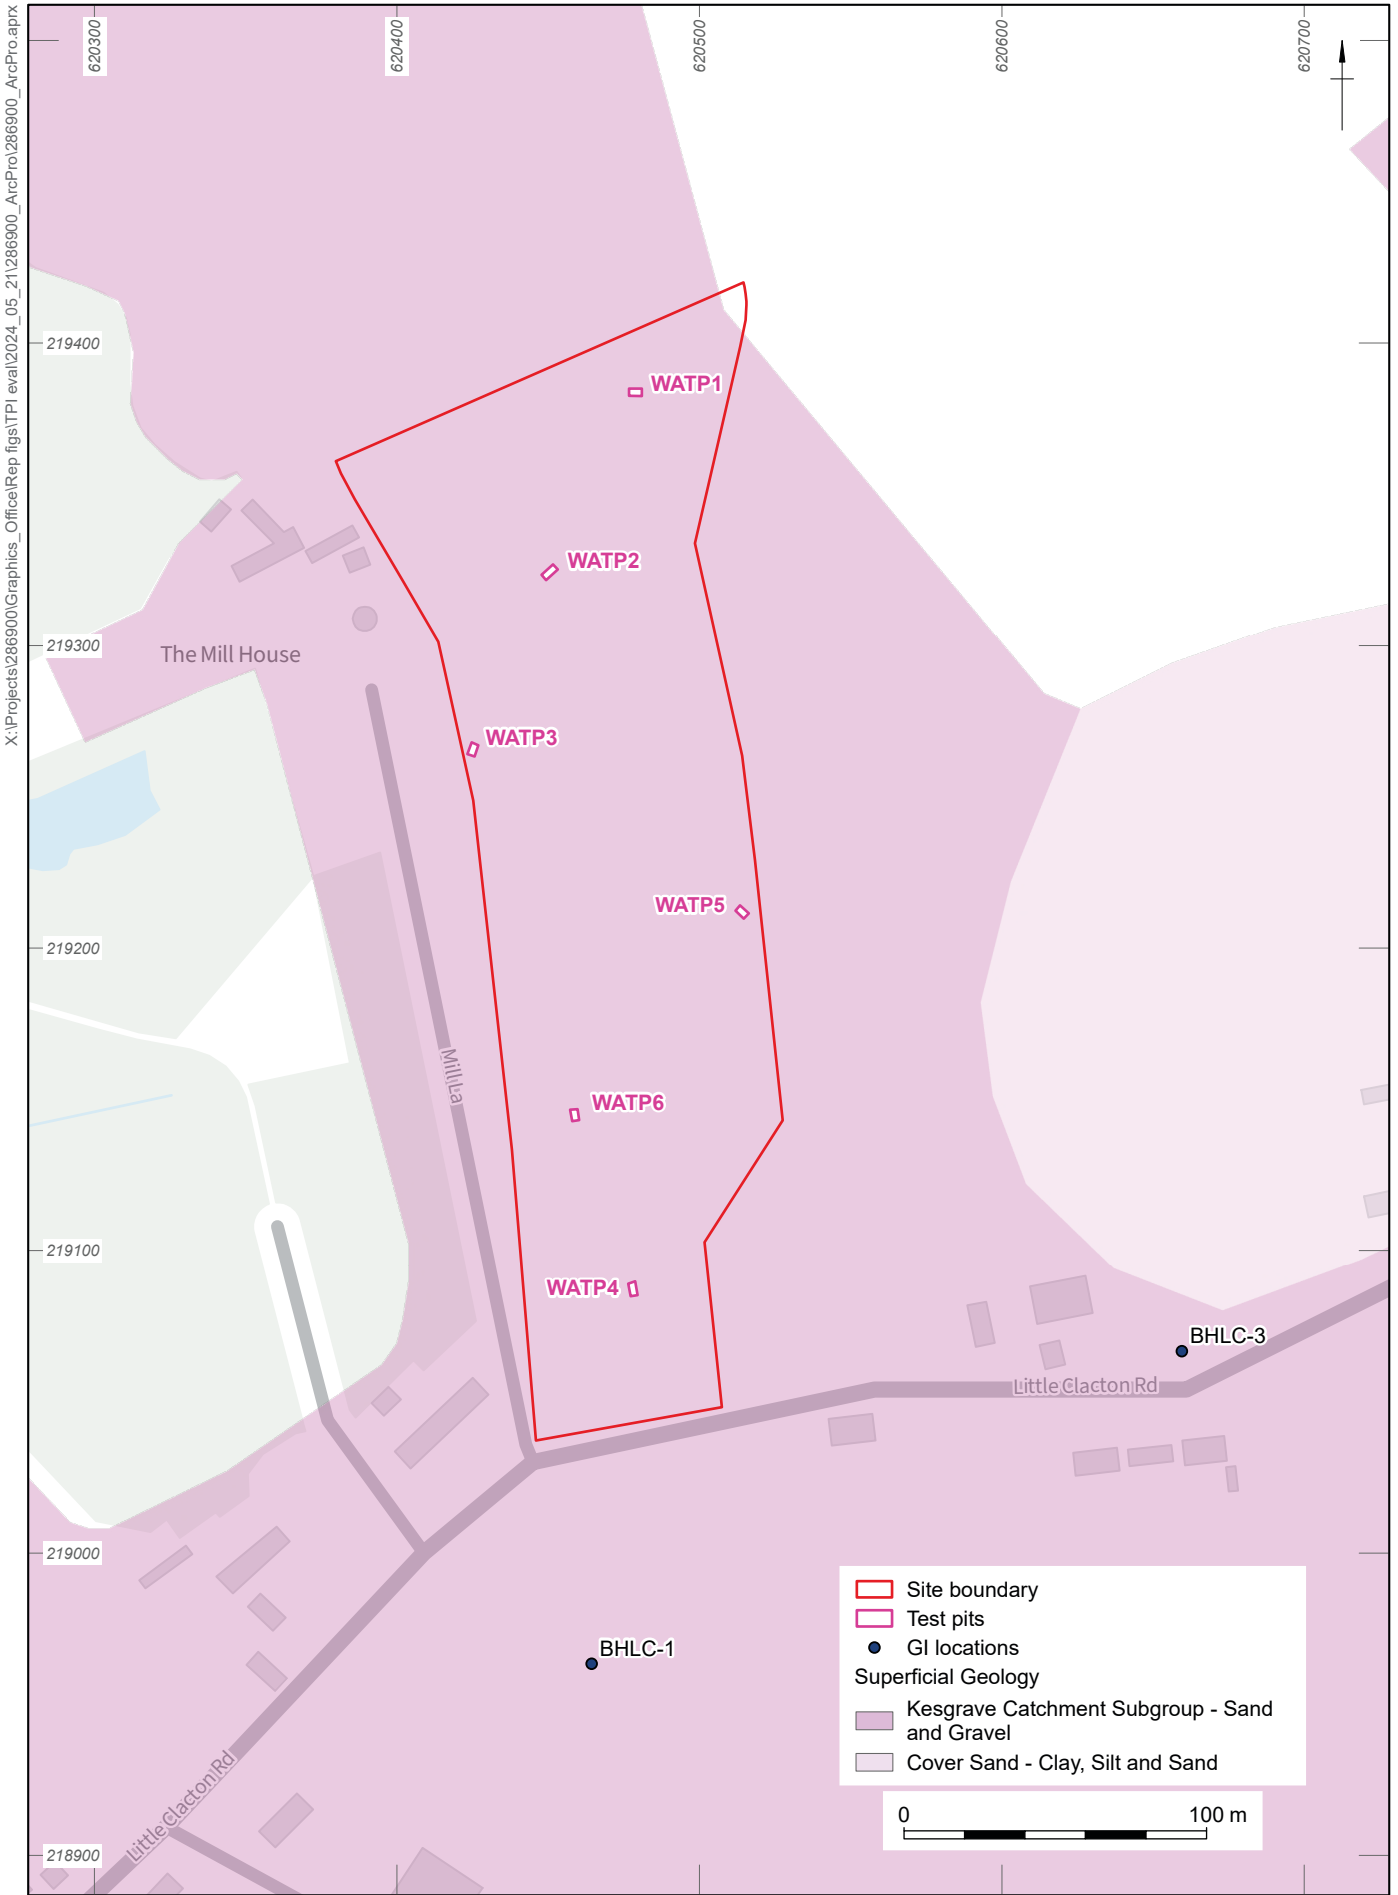 X:\Projects\286900\Graphics_Office\Rep figs\TPI eval\2024_05_21\286900_ArcPro\286900_ArcPro.aprx
620300
620400
620500
620600
620700
219400
WATP1
WATP2
219300
The Mill House
WATP3
WATP5
219200
Mill La
WATP6
219100
WATP4
BHLC-3
Little Clacton Rd
219000
BHLC-1
Little Clacton Rd
218900
Site boundary
Test pits
GI locations
Superficial Geology
Kesgrave Catchment Subgroup - Sand
and Gravel
Cover Sand - Clay, Silt and Sand
0 100 m